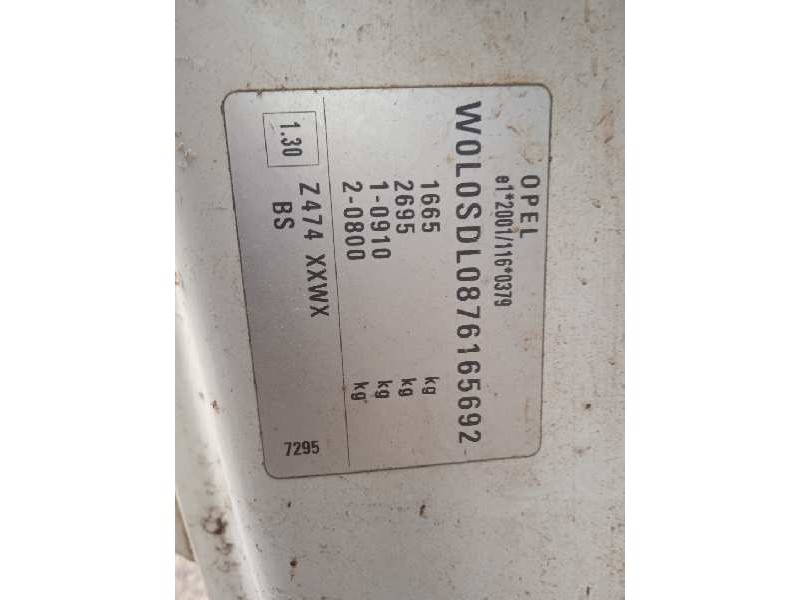 OPEL
e1*2001/116*0379
W0L0SDL0876165692
1665 kg
2695 kg
1-0910 kg
2-0800 kg
1.30 Z474 XXWX
BS 7295